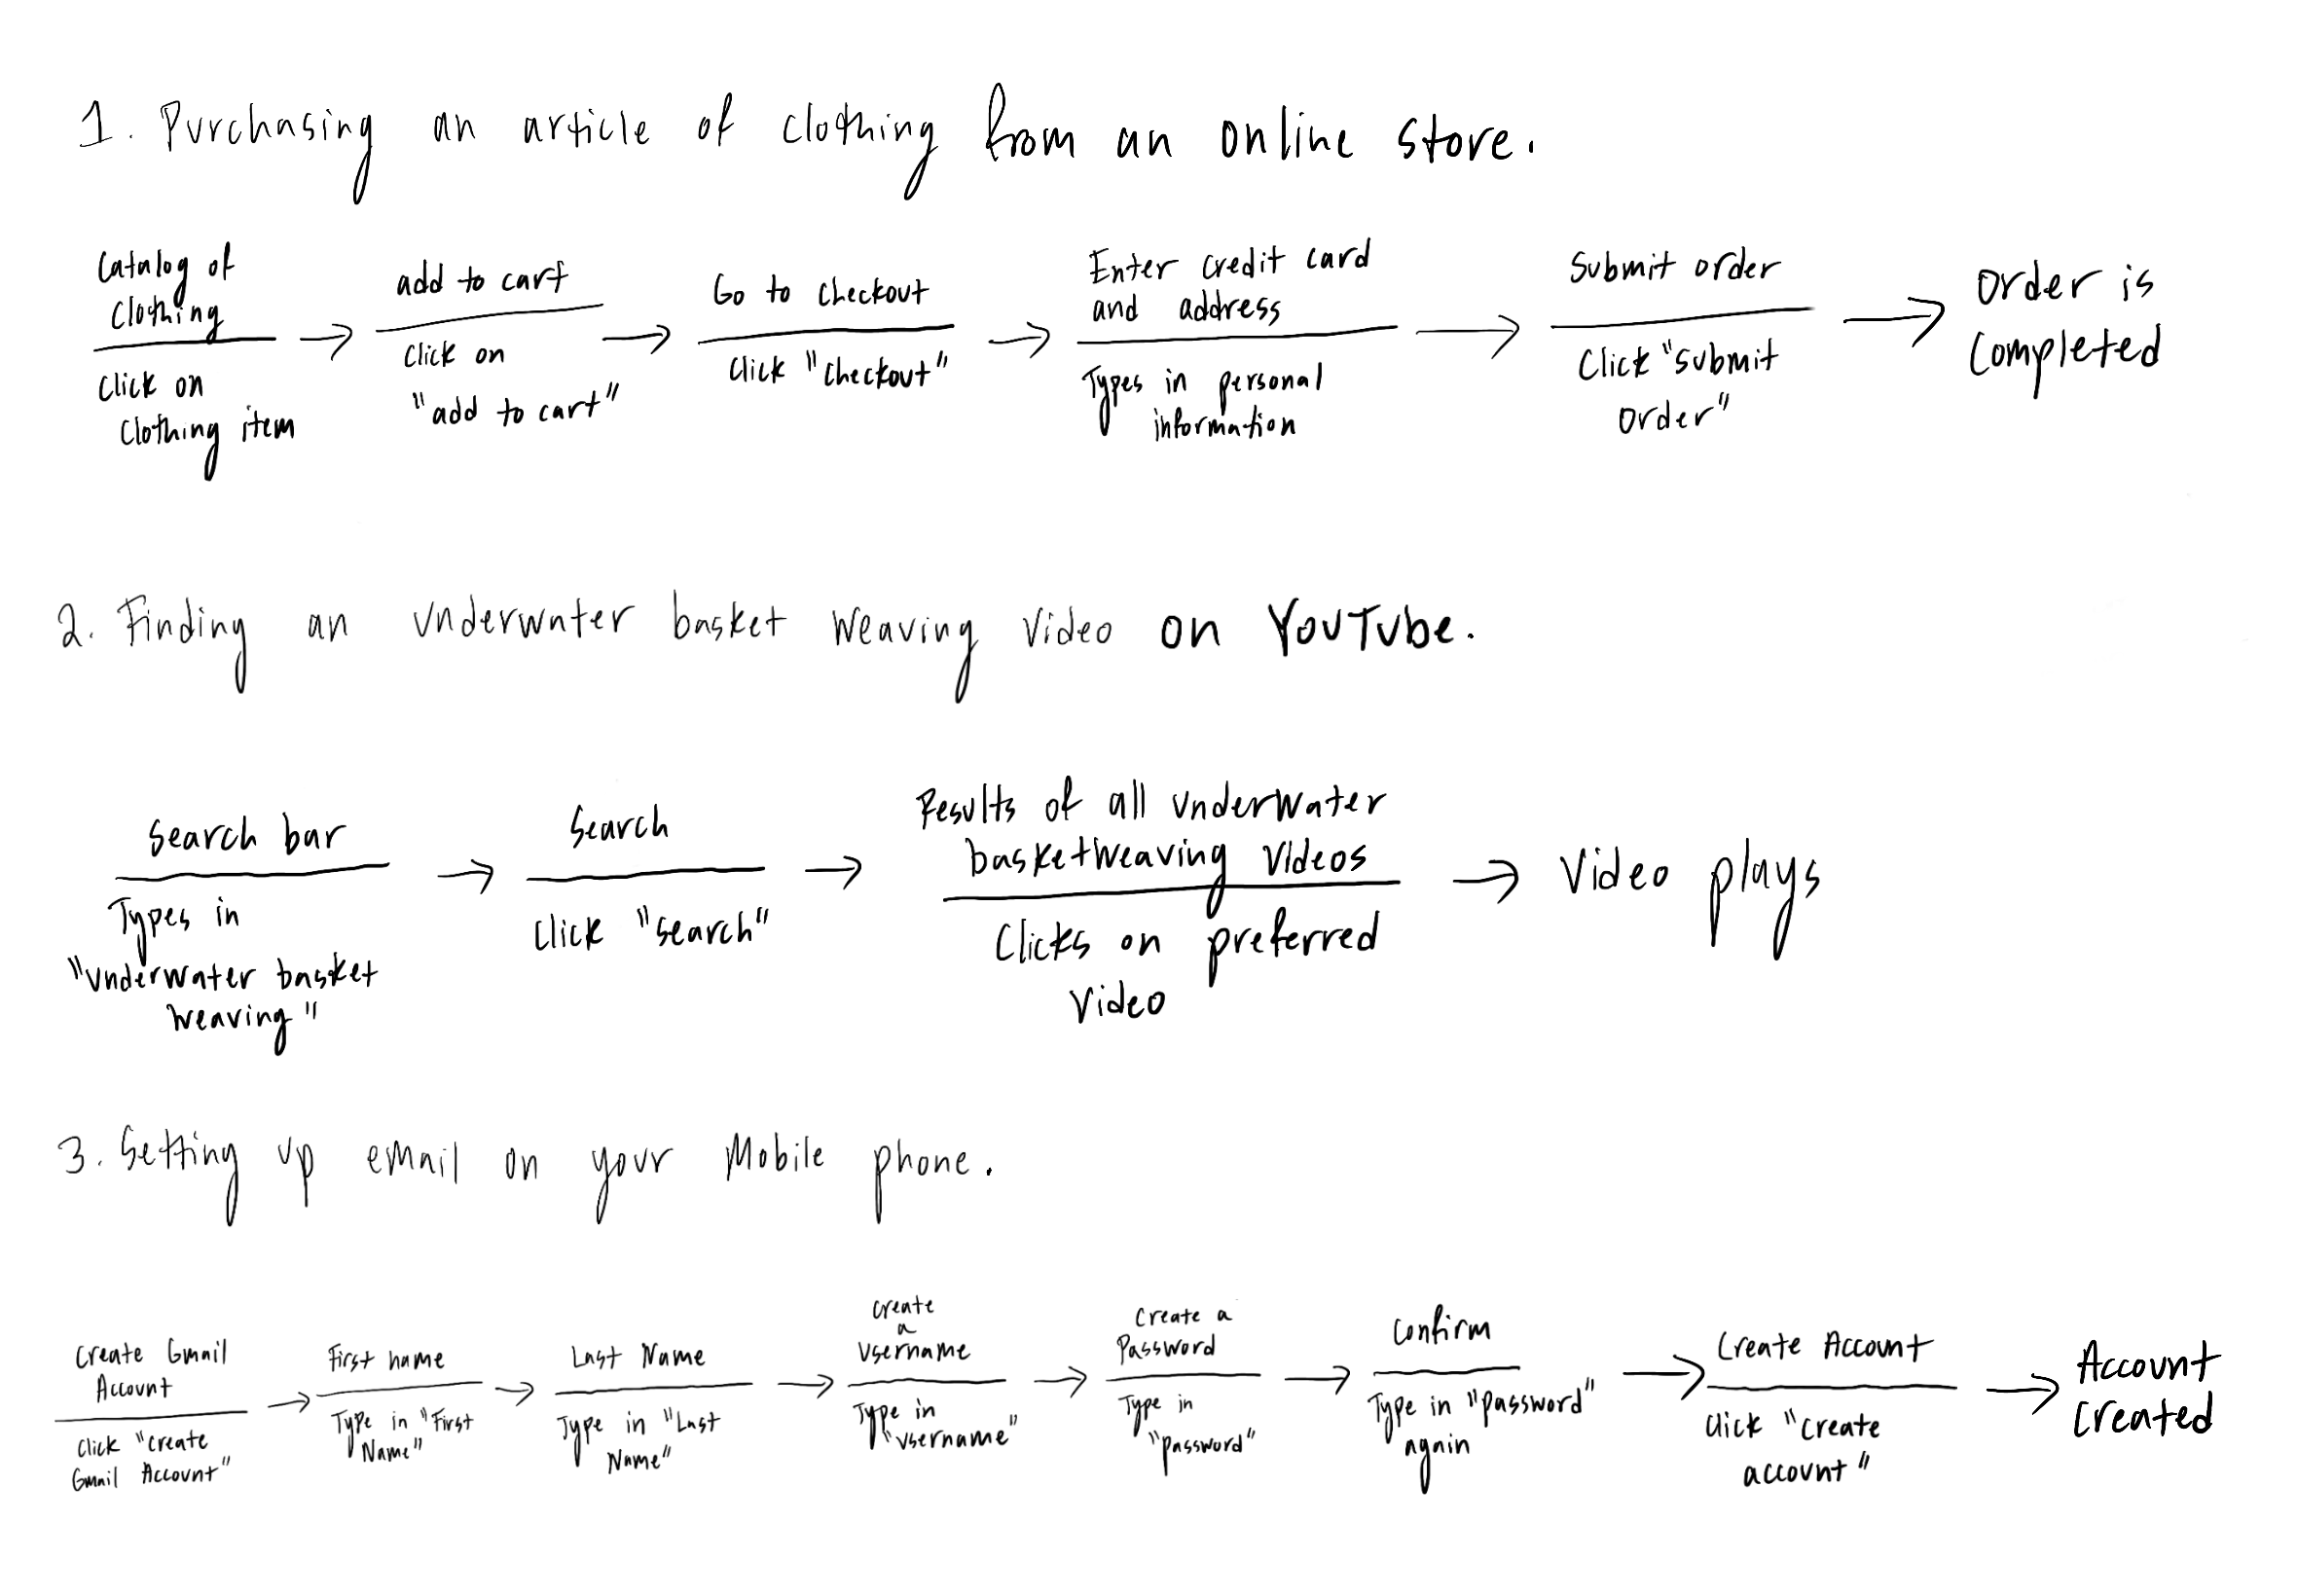 1. Purchasing an article of clothing from an online store.
Catalog of
clothing
Click on
clothing item
add to cart
Click on
"add to cart"
Go to checkout
Click "checkout"
Enter credit card
and address
Types in personal
information
Submit order
Click "submit
order"
Order is
completed
2. Finding an underwater basket weaving video on YouTube.
Search bar
Types in
"underwater basket
weaving"
Search
Click "search"
Results of all underwater
basketweaving videos
Clicks on preferred
video
Video plays
3. Setting up email on your mobile phone.
Create Gmail
Account
Click "create
Gmail Account"
First name
Type in "First
Name"
Last Name
Type in "Last
Name"
Create
a
username
Type in
"username"
Create a
Password
Type in
"password"
Confirm
Type in "password"
again
Create Account
Click "create
account"
Account
created